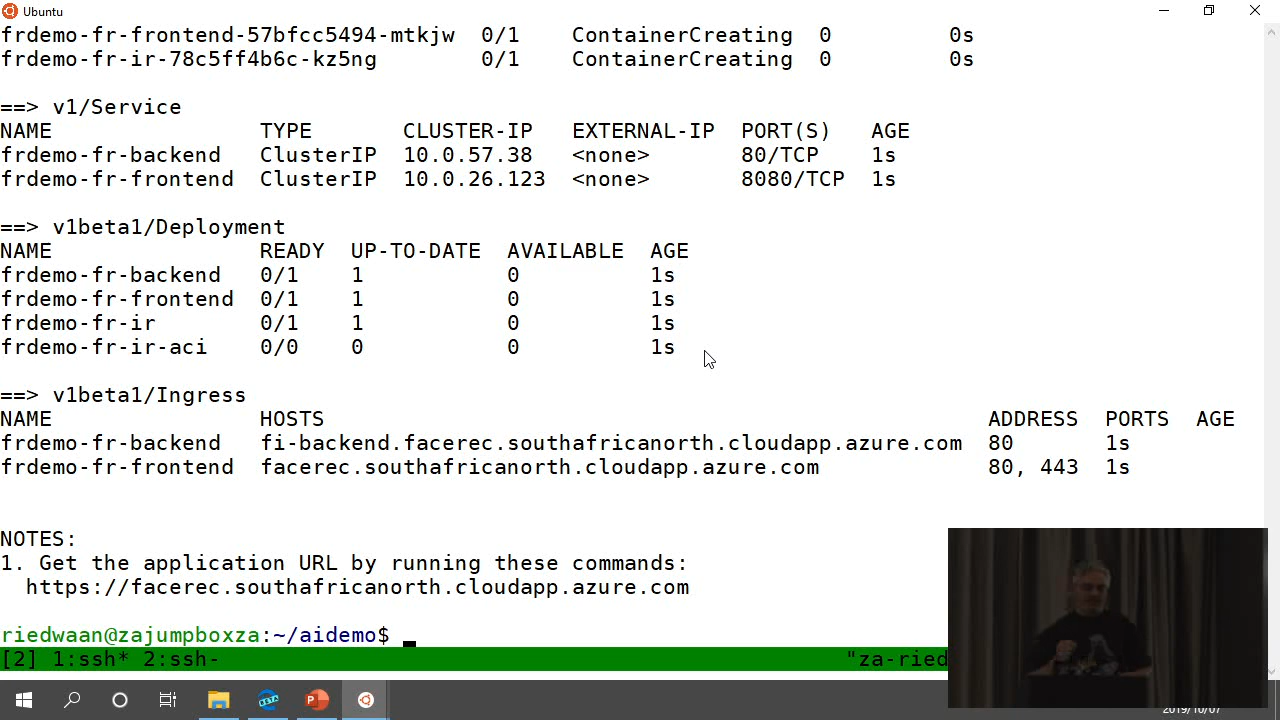 Ubuntu
frdemo-fr-frontend-57bfcc5494-mtkjw 0/1 ContainerCreating 0 0s
frdemo-fr-ir-78c5ff4b6c-kz5ng 0/1 ContainerCreating 0 0s
==> v1/Service
NAME TYPE CLUSTER-IP EXTERNAL-IP PORT(S) AGE
frdemo-fr-backend ClusterIP 10.0.57.38 <none> 80/TCP 1s
frdemo-fr-frontend ClusterIP 10.0.26.123 <none> 8080/TCP 1s
==> v1beta1/Deployment
NAME READY UP-TO-DATE AVAILABLE AGE
frdemo-fr-backend 0/1 1 0 1s
frdemo-fr-frontend 0/1 1 0 1s
frdemo-fr-ir 0/1 1 0 1s
frdemo-fr-ir-aci 0/0 0 0 1s
==> v1beta1/Ingress
NAME HOSTS ADDRESS PORTS AGE
frdemo-fr-backend fi-backend.facerec.southafricanorth.cloudapp.azure.com 80 1s
frdemo-fr-frontend facerec.southafricanorth.cloudapp.azure.com 80, 443 1s
NOTES:
1. Get the application URL by running these commands:
https://facerec.southafricanorth.cloudapp.azure.com
riedwaan@zajumpboxza:~/aidemo$
[2] 1:ssh* 2:ssh- "za-ried
BETA
2019/10/07